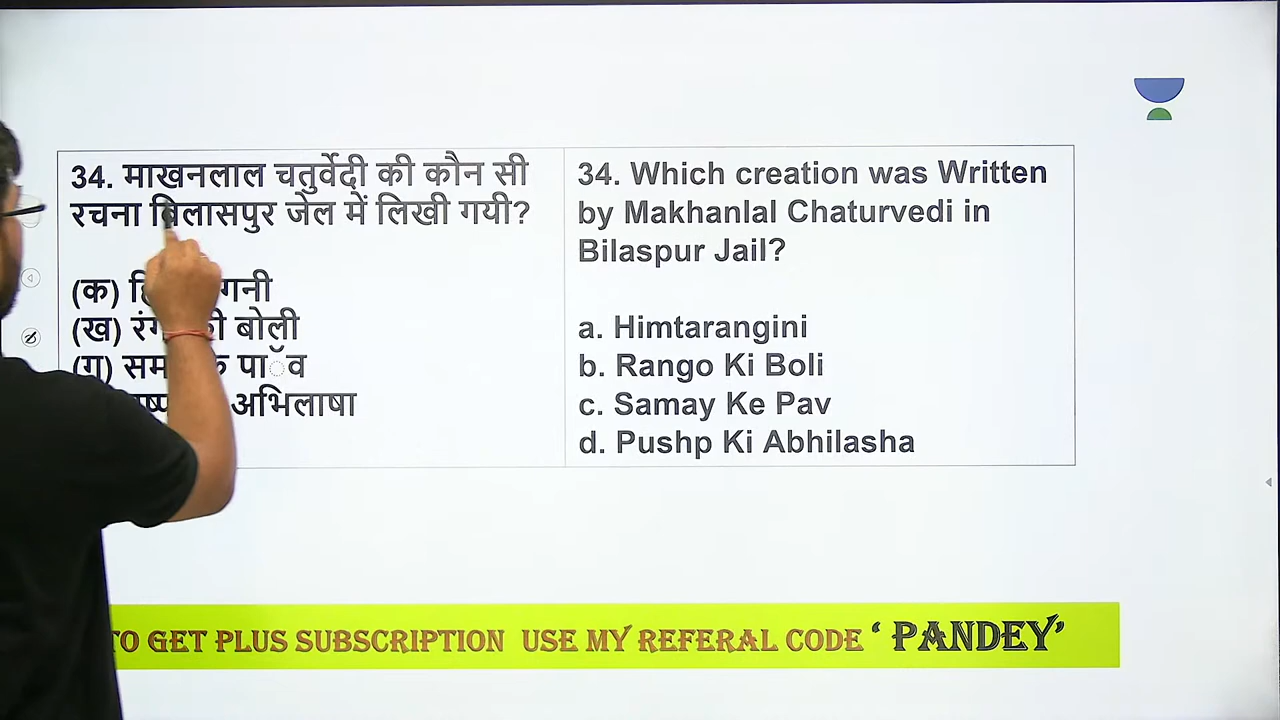 34. माखनलाल चतुर्वेदी की कौन सी
रचना बिलासपुर जेल में लिखी गयी?
(क)
(ख) बोली
(ग) पाॅंव
अभिलाषा
34. Which creation was Written
by Makhanlal Chaturvedi in
Bilaspur Jail?
a. Himtarangini
b. Rango Ki Boli
c. Samay Ke Pav
d. Pushp Ki Abhilasha
TO GET PLUS SUBSCRIPTION USE MY REFERAL CODE ‘ PANDEY’